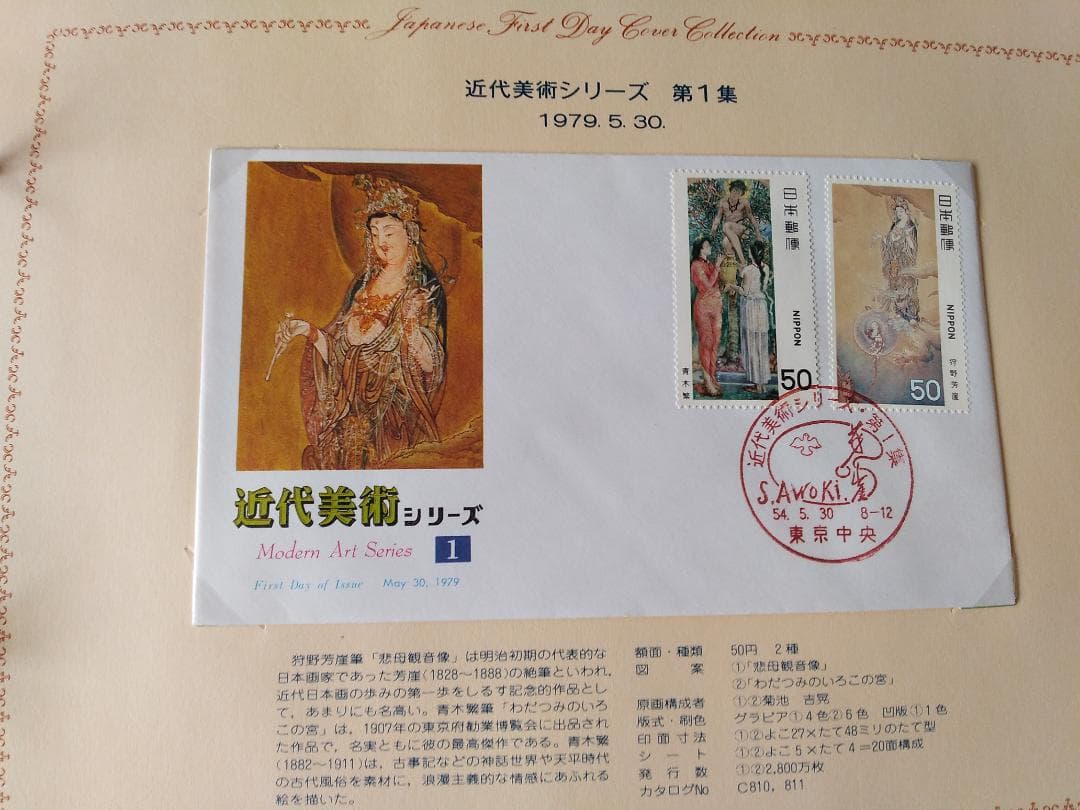 Japanese First Day Cover Collection
近代美術シリーズ 第1集
1979. 5. 30.
日本郵便
NIPPON
青木繁
50
日本郵便
NIPPON
狩野芳崖
50
近代美術シリーズ・第1集
S. AWOKI.
54. 5. 30 8-12
東京中央
近代美術シリーズ
Modern Art Series 1
First Day of Issue May 30, 1979
狩野芳崖筆「悲母観音像」は明治初期の代表的な
日本画家であった芳崖(1828〜1888)の絶筆といわれ,
近代日本画の歩みの第一歩をしるす記念的作品とし
て, あまりにも名高い。青木繁筆「わだつみのいろ
この宮」は, 1907年の東京府勧業博覧会に出品され
た作品で, 名実ともに彼の最高傑作である。青木繁
(1882〜1911)は, 古事記などの神話世界や天平時代
の古代風俗を素材に, 浪漫主義的な情感にあふれる
絵を描いた。
額面・種類 50円 2種
図案 ①「悲母観音像」
②「わだつみのいろこの宮」
原画構成者 ①②菊池 吉晃
版式・刷色 グラビア①4色②6色 凹版①1色
印面寸法 ①②よこ27×たて48ミリのたて型
シート ①②よこ5×たて4=20面構成
発行数 ①②2,800万枚
カタログNo C810, 811